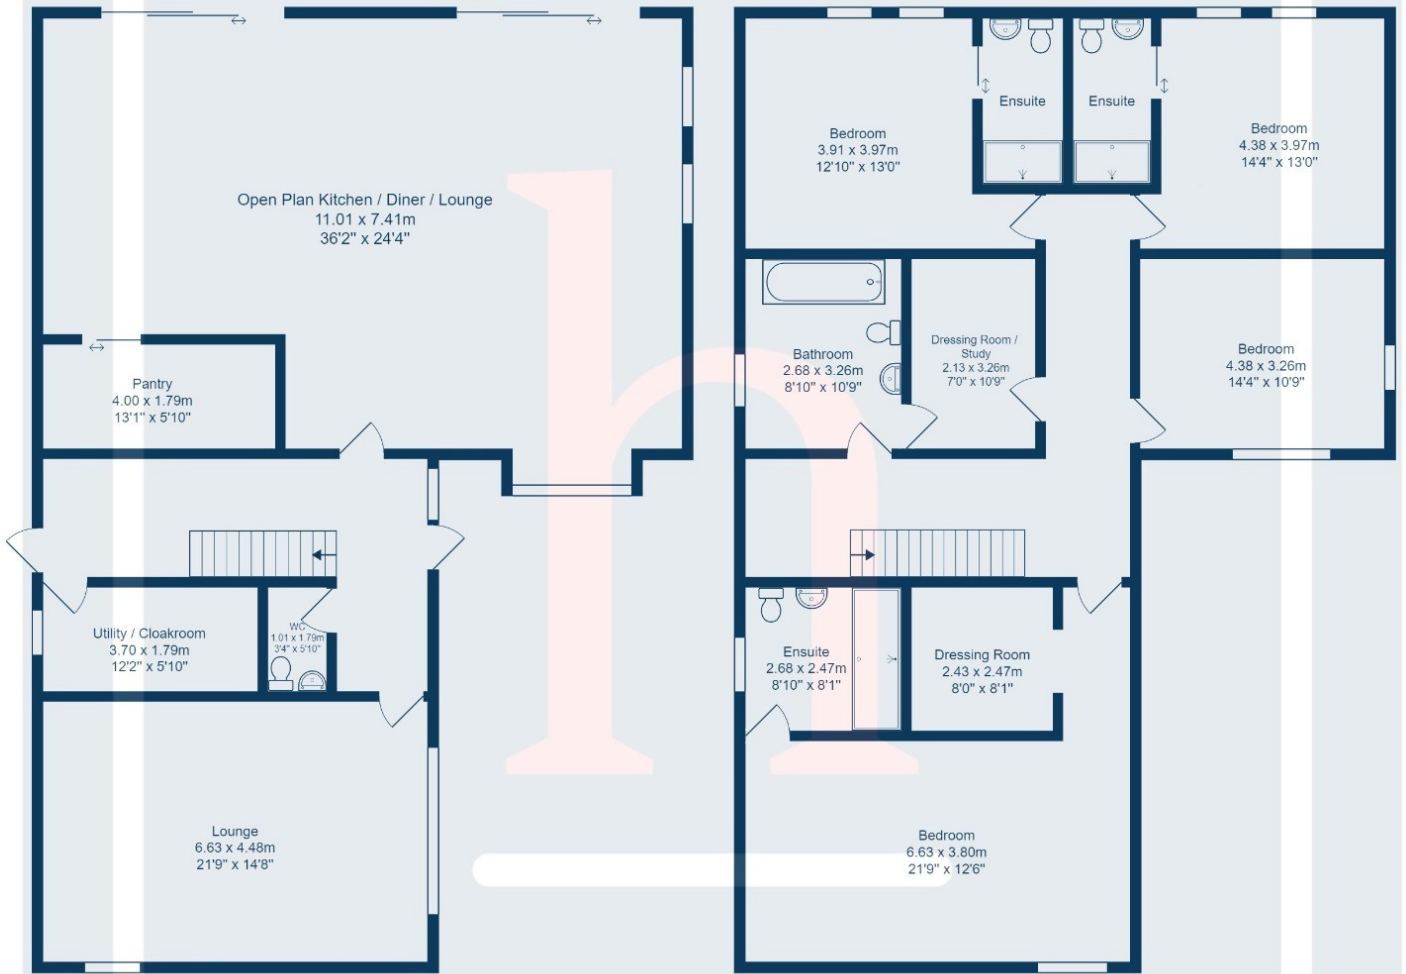 Open Plan Kitchen / Diner / Lounge
11.01 x 7.41m
36'2" x 24'4"
Pantry
4.00 x 1.79m
13'1" x 5'10"
Utility / Cloakroom
3.70 x 1.79m
12'2" x 5'10"
WC
1.01 x 1.79m
3'4" x 5'10"
Lounge
6.63 x 4.48m
21'9" x 14'8"
Bedroom
3.91 x 3.97m
12'10" x 13'0"
Ensuite
Ensuite
Bedroom
4.38 x 3.97m
14'4" x 13'0"
Bathroom
2.68 x 3.26m
8'10" x 10'9"
Dressing Room /
Study
2.13 x 3.26m
7'0" x 10'9"
Bedroom
4.38 x 3.26m
14'4" x 10'9"
Ensuite
2.68 x 2.47m
8'10" x 8'1"
Dressing Room
2.43 x 2.47m
8'0" x 8'1"
Bedroom
6.63 x 3.80m
21'9" x 12'6"
h